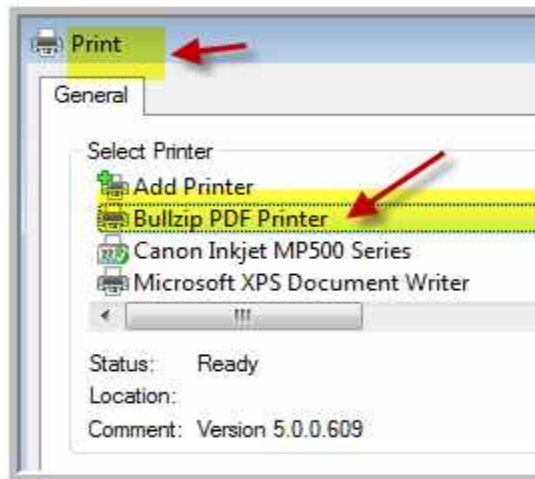 Print
General
Select Printer
Add Printer
Bullzip PDF Printer
Canon Inkjet MP500 Series
Microsoft XPS Document Writer
Status: Ready
Location:
Comment: Version 5.0.0.609